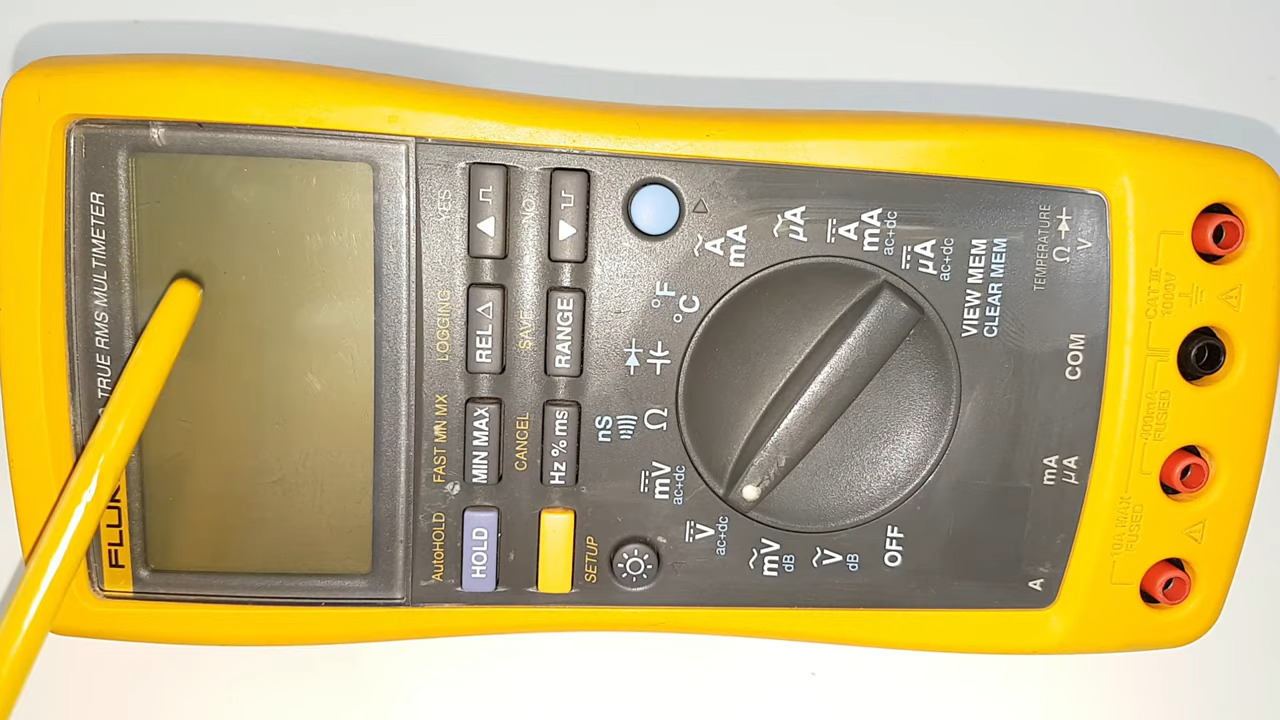 TRUE RMS MULTIMETER
YES
NO
LOGGING
SAVE
REL △
RANGE
FAST MN MX
CANCEL
MIN MAX
Hz % ms
AutoHOLD
SETUP
HOLD
A
mA
µA
A
mA
ac+dc
µA
ac+dc
VIEW MEM
CLEAR MEM
°F
°C
nS
Ω
mV
ac+dc
V
ac+dc
mV
dB
V
dB
OFF
TEMPERATURE
Ω
V
COM
mA
µA
A
CAT III
1000V
400mA
FUSED
10A MAX
FUSED